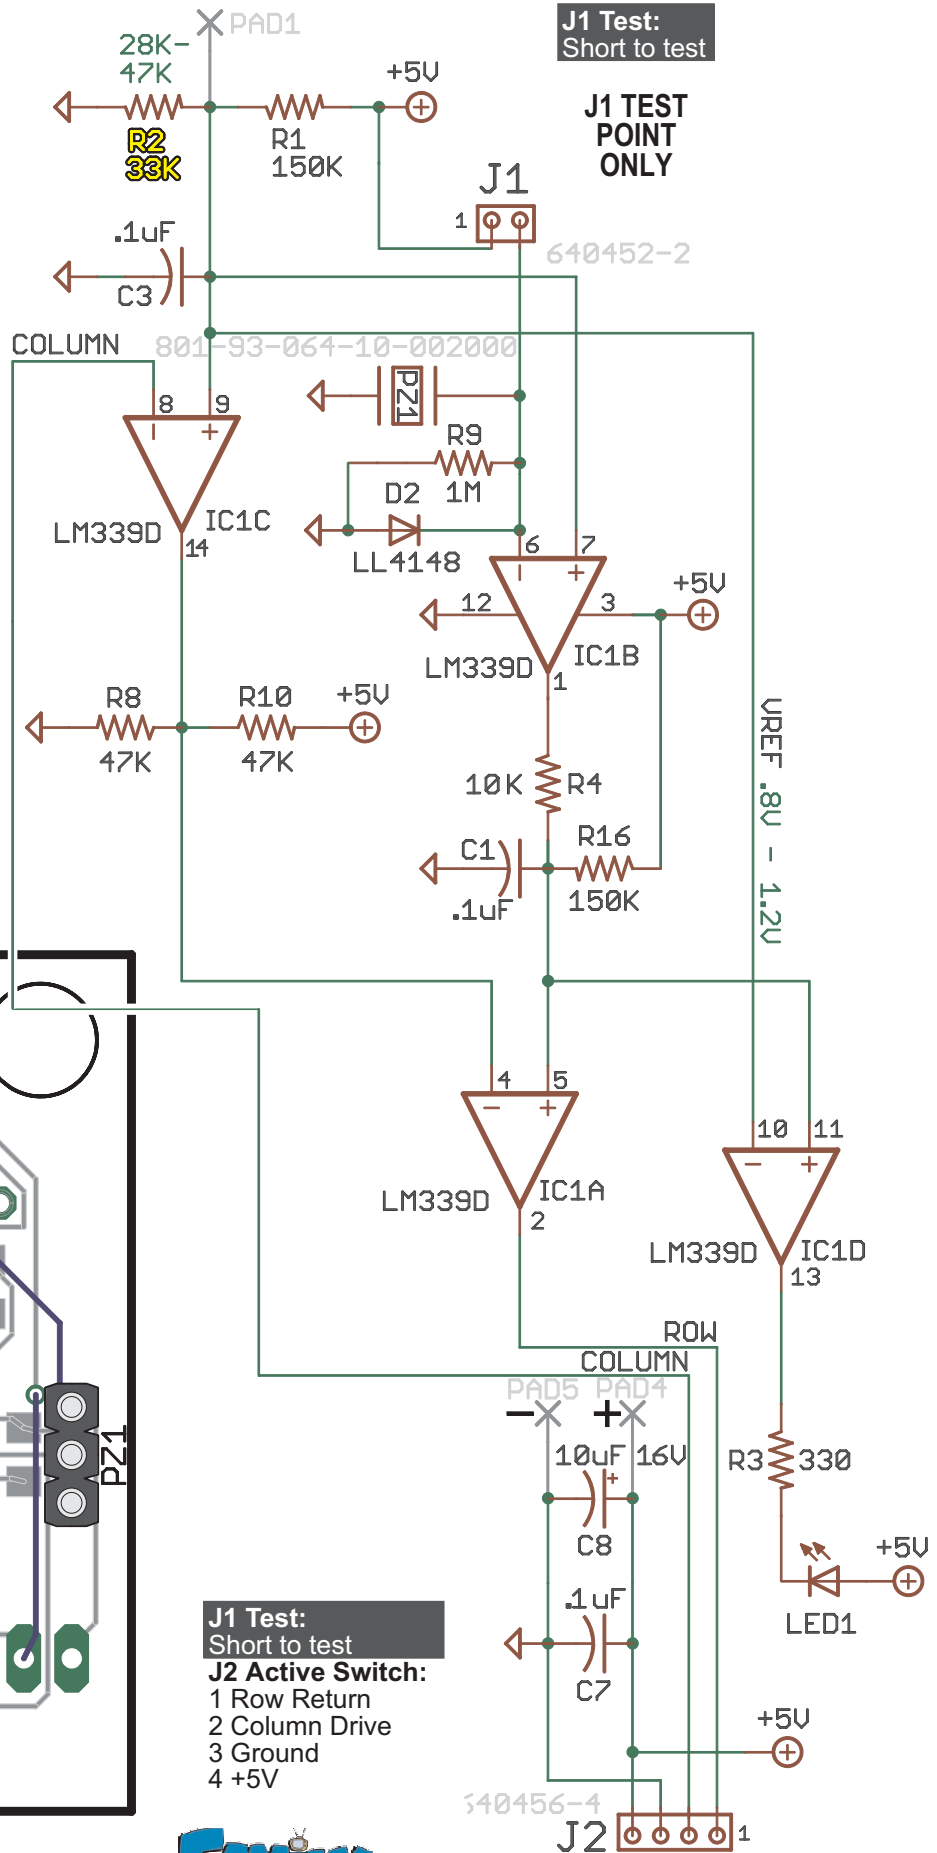 PAD1
J1 Test:
Short to test
28K-
47K
+5V
J1 TEST
POINT
ONLY
R2
33K
R1
150K
J1
1
640452-2
.1uF
C3
COLUMN
801-93-064-10-002000
8
9
PZ1
R9
1M
D2
LL4148
LM339D
IC1C
14
6
7
12
3
+5V
LM339D
IC1B
1
R8
47K
R10
47K
+5V
VREF .8V - 1.2V
10K
R4
C1
.1uF
R16
150K
4
5
10
11
LM339D
IC1A
2
LM339D
IC1D
13
ROW
COLUMN
PAD5
PAD4
- +
10uF
16V
+
C8
R3
330
PZ1
+5V
LED1
.1uF
C7
J1 Test:
Short to test
J2 Active Switch:
1 Row Return
2 Column Drive
3 Ground
4 +5V
+5V
40456-4
J2
1